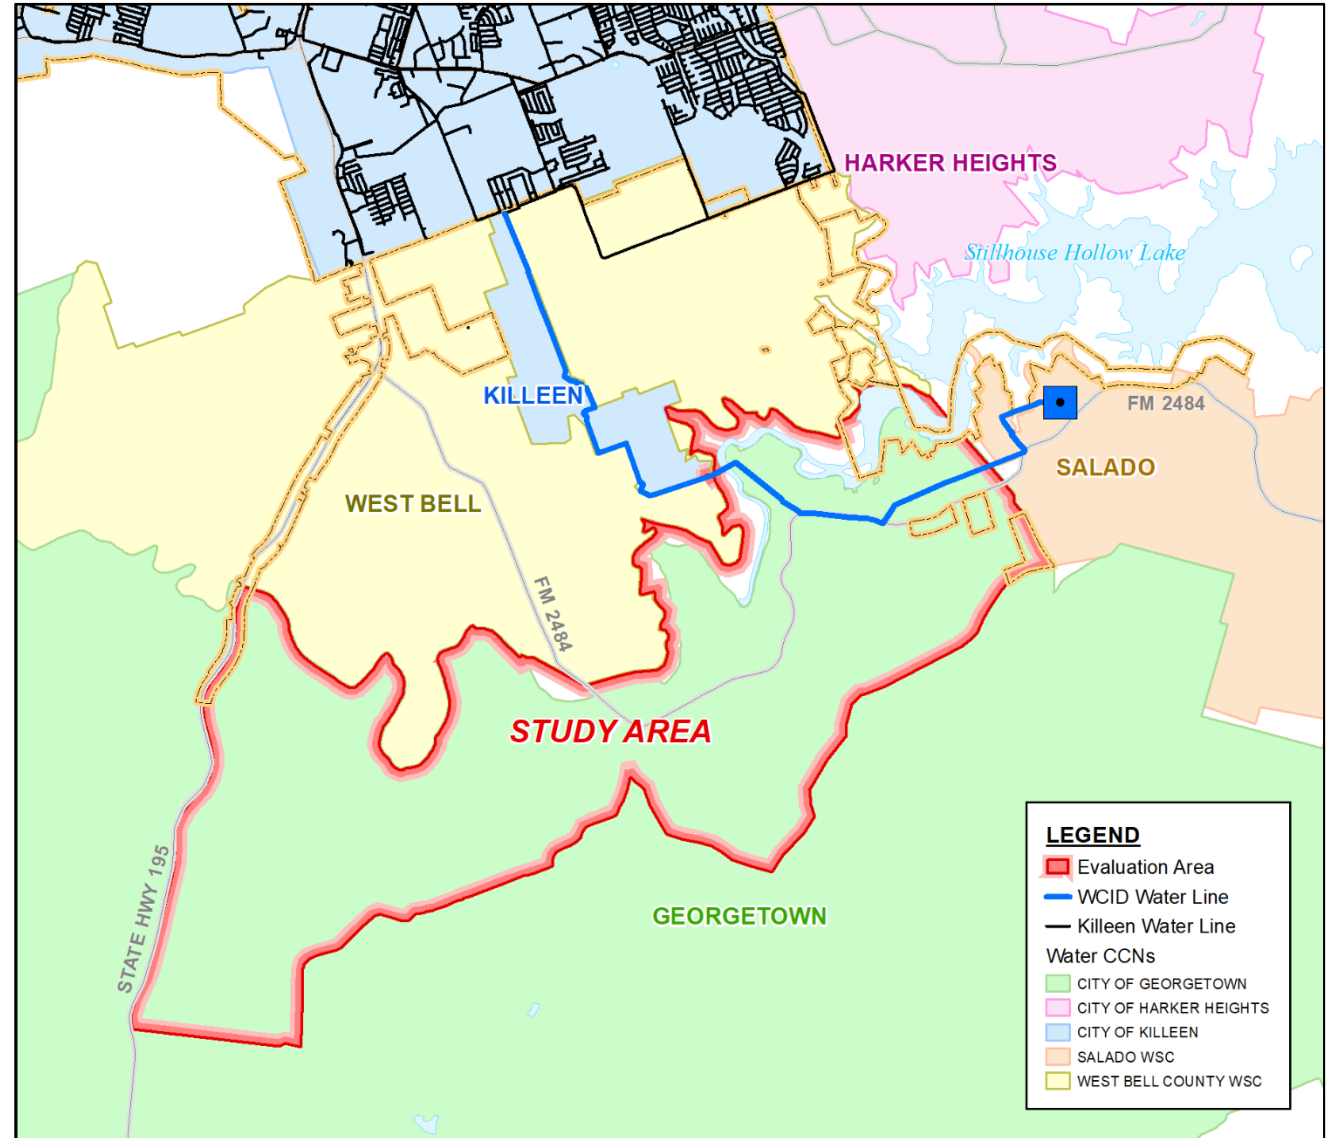 HARKER HEIGHTS
Stillhouse Hollow Lake
KILLEEN
FM 2484
SALADO
WEST BELL
FM 2484
STUDY AREA
STATE HWY 195
GEORGETOWN
LEGEND
Evaluation Area
WCID Water Line
Killeen Water Line
Water CCNs
CITY OF GEORGETOWN
CITY OF HARKER HEIGHTS
CITY OF KILLEEN
SALADO WSC
WEST BELL COUNTY WSC